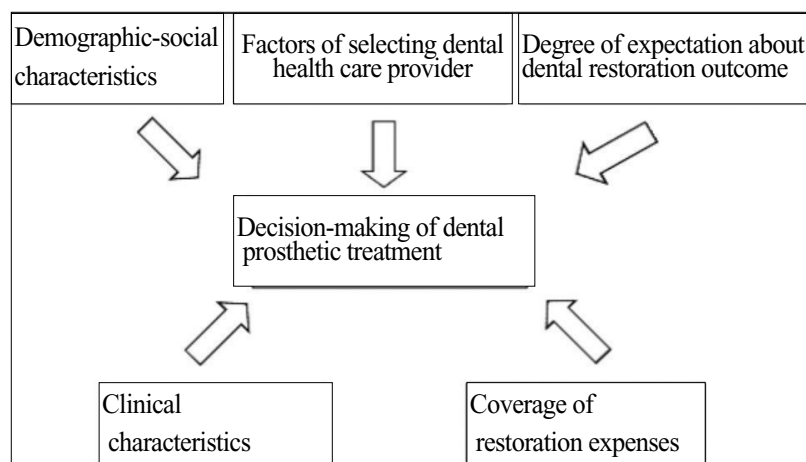 Demographic-social
characteristics
Factors of selecting dental
health care provider
Degree of expectation about
dental restoration outcome
Decision-making of dental
prosthetic treatment
Clinical
characteristics
Coverage of
restoration expenses